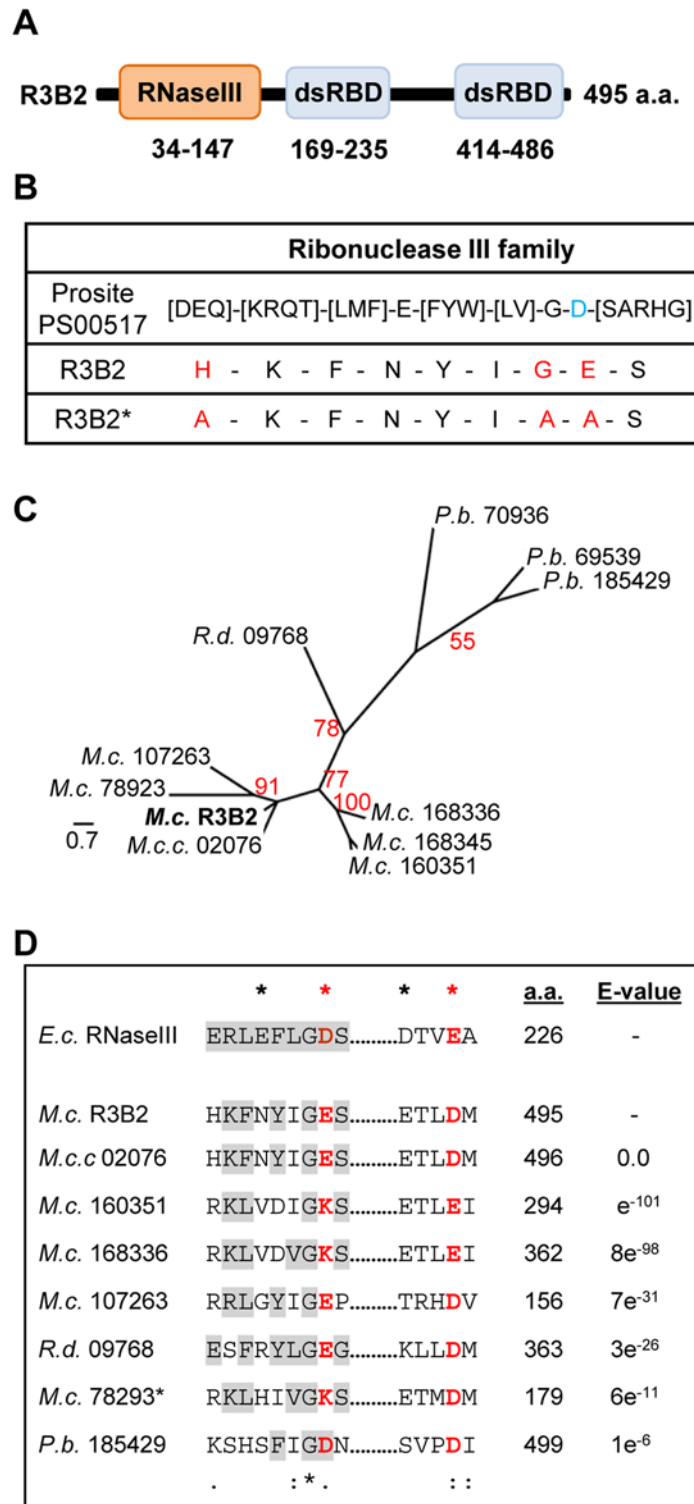 A
R3B2 RNaseIII dsRBD dsRBD 495 a.a.
34-147 169-235 414-486
B
Ribonuclease III family
Prosite PS00517 [DEQ]-[KRQT]-[LMF]-E-[FYW]-[LV]-G-D-[SARHG]
R3B2 H - K - F - N - Y - I - G - E - S
R3B2* A - K - F - N - Y - I - A - A - S
C
P.b. 70936
P.b. 69539
P.b. 185429
R.d. 09768
55
78
M.c. 107263
77
M.c. 78923
91
100
M.c. 168336
M.c. R3B2
0.7
M.c.c. 02076
M.c. 168345
M.c. 160351
D
* * * * a.a. E-value
E.c. RNaseIII ERLEFLGDS.........DTVEA 226 -
M.c. R3B2 HKFNYIGES.........ETLDM 495 -
M.c.c 02076 HKFNYIGES.........ETLDM 496 0.0
M.c. 160351 RKLVDIGKS.........ETLEI 294 e-101
M.c. 168336 RKLVDVGKS.........ETLEI 362 8e-98
M.c. 107263 RRLGYIGEP.........TRHDV 156 7e-31
R.d. 09768 ESFRYLGEG.........KLLDM 363 3e-26
M.c. 78293* RKLHIVGKS.........ETMDM 179 6e-11
P.b. 185429 KSHSFIGDN.........SVPDI 499 1e-6
. :*. ::